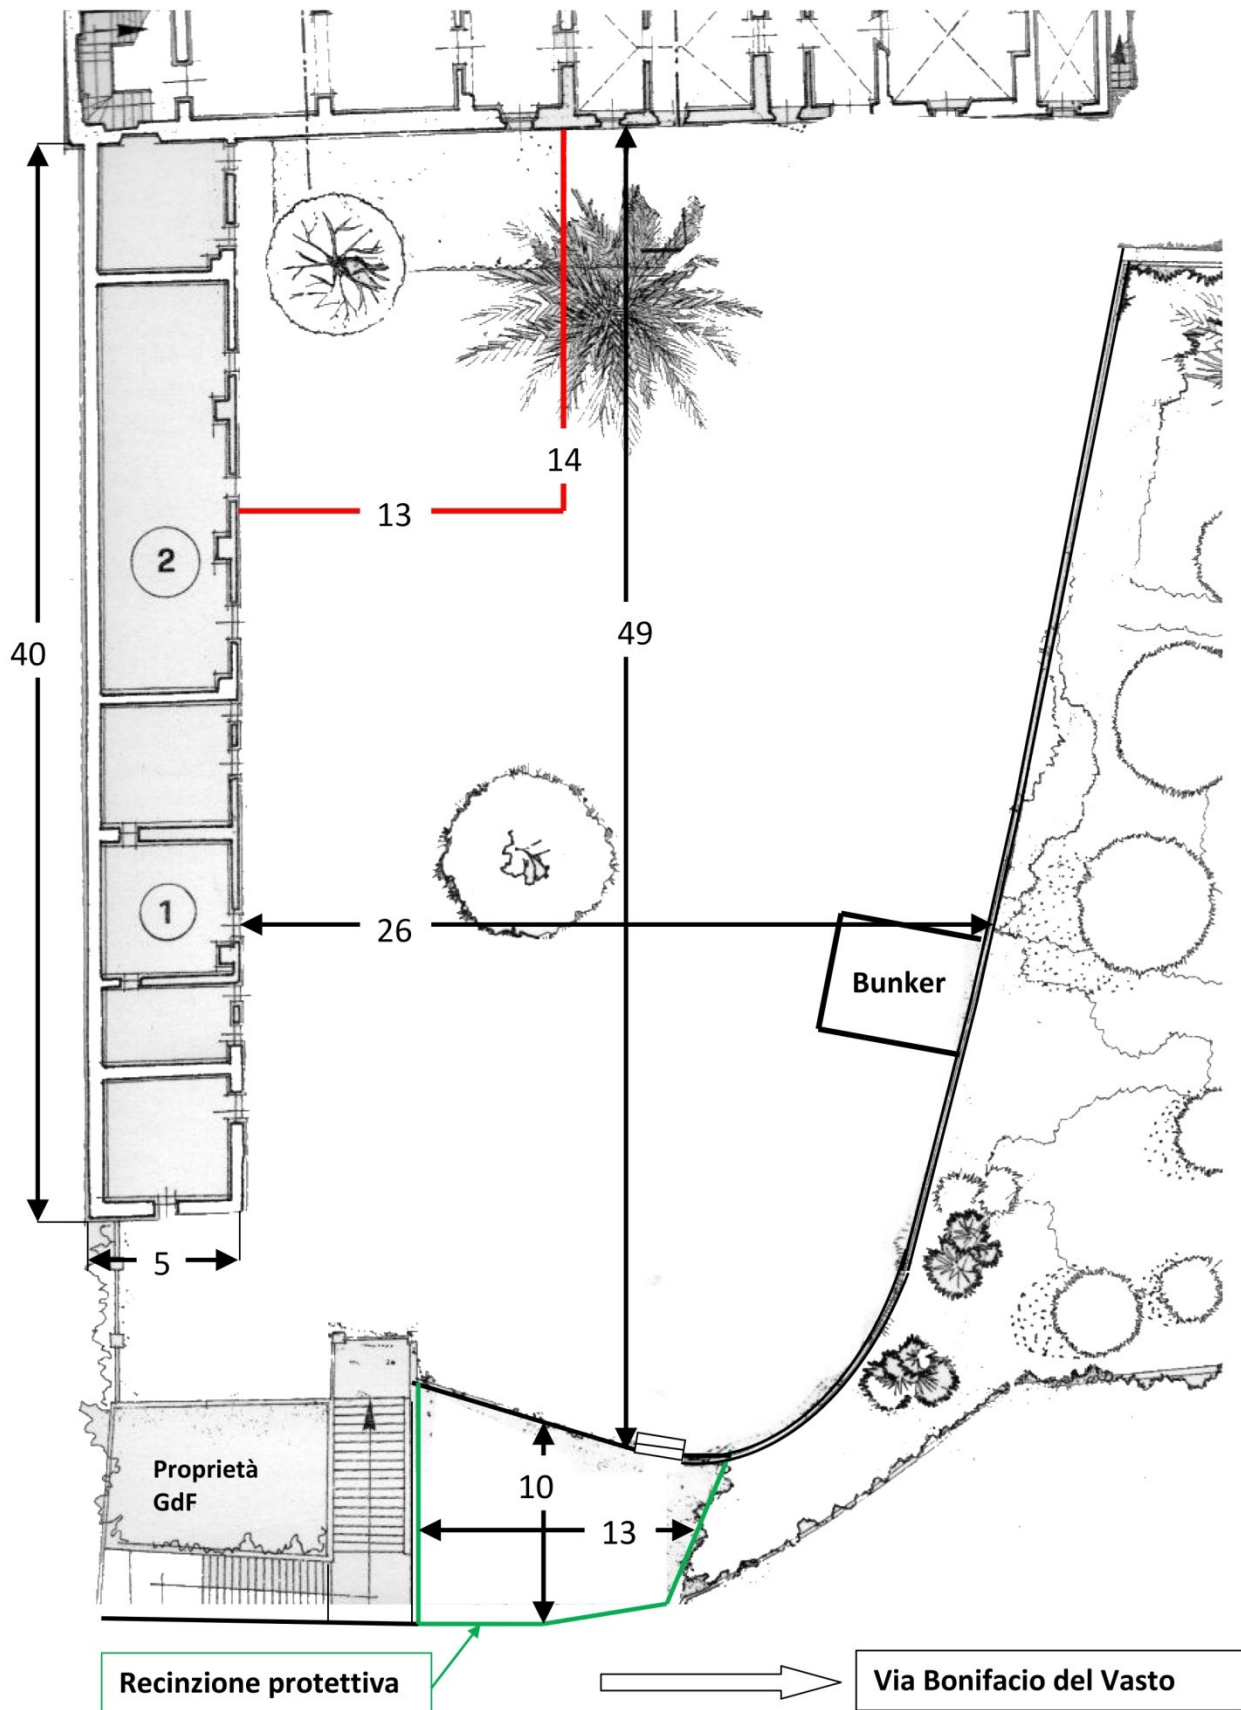 14
13
2
49
40
26
1
Bunker
5
Proprietà
GdF
10
13
Recinzione protettiva
Via Bonifacio del Vasto